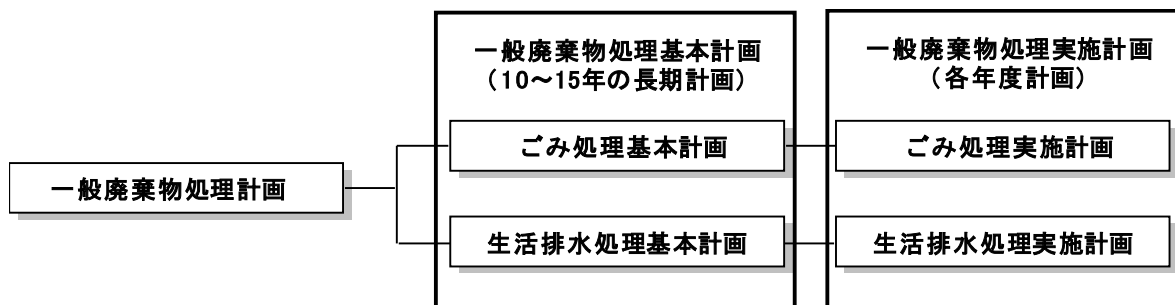 一般廃棄物処理計画
一般廃棄物処理基本計画
（10～15年の長期計画）
ごみ処理基本計画
生活排水処理基本計画
一般廃棄物処理実施計画
（各年度計画）
ごみ処理実施計画
生活排水処理実施計画